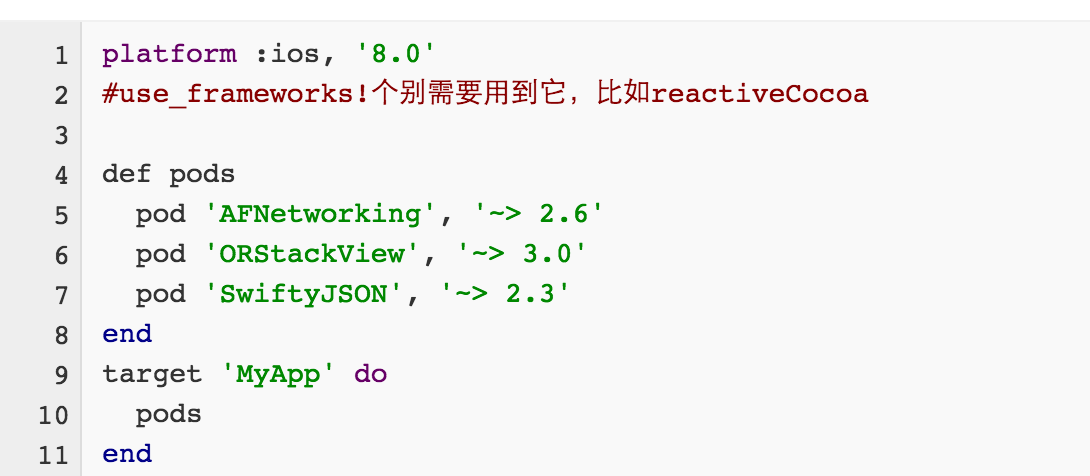 1 platform :ios, '8.0'
2 #use_frameworks!个别需要用到它，比如reactiveCocoa
3
4 def pods
5   pod 'AFNetworking', '~> 2.6'
6   pod 'ORStackView', '~> 3.0'
7   pod 'SwiftyJSON', '~> 2.3'
8 end
9 target 'MyApp' do
10   pods
11 end